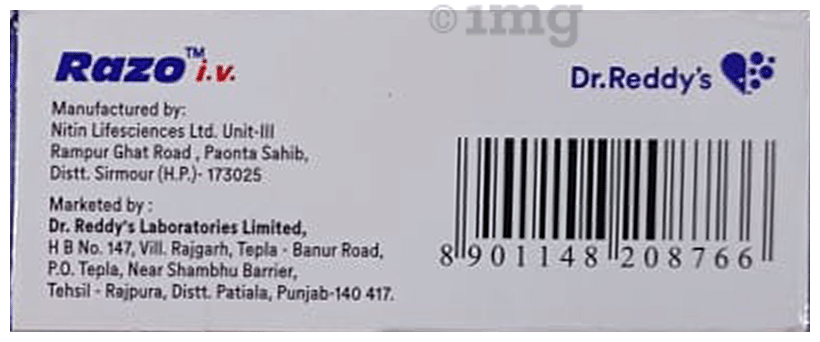 ©1mg
Razo™ i.v.
Dr.Reddy's
Manufactured by:
Nitin Lifesciences Ltd. Unit-III
Rampur Ghat Road , Paonta Sahib,
Distt. Sirmour (H.P.)- 173025
Marketed by :
Dr. Reddy's Laboratories Limited,
H B No. 147, Vill. Rajgarh, Tepla - Banur Road,
P.O. Tepla, Near Shambhu Barrier,
Tehsil - Rajpura, Distt. Patiala, Punjab-140 417.
8 901148 208766